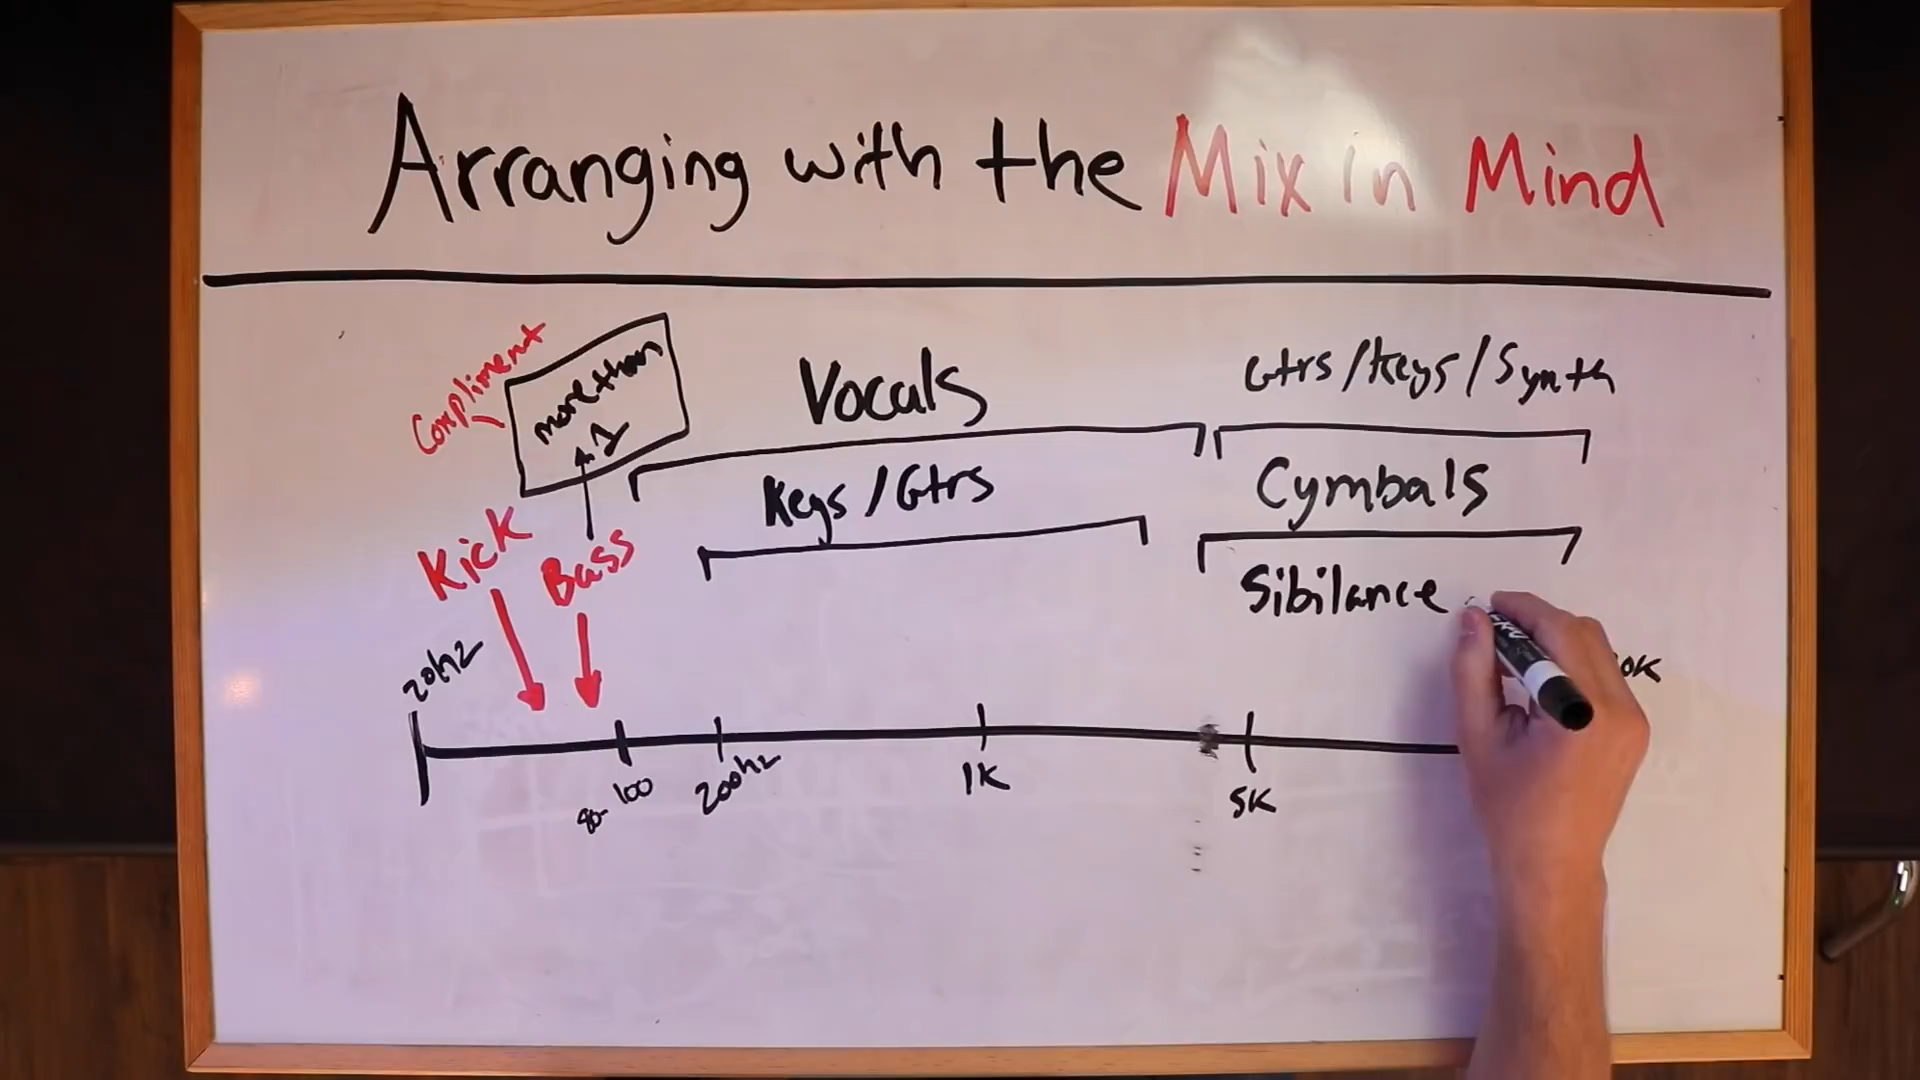 Arranging with the Mix in Mind
Compliment
more than
1
Vocals
Gtrs/Keys/Synth
Keys/Gtrs
Cymbals
Kick
Bass
Sibilance
20hz
80-100
200hz
1K
5K